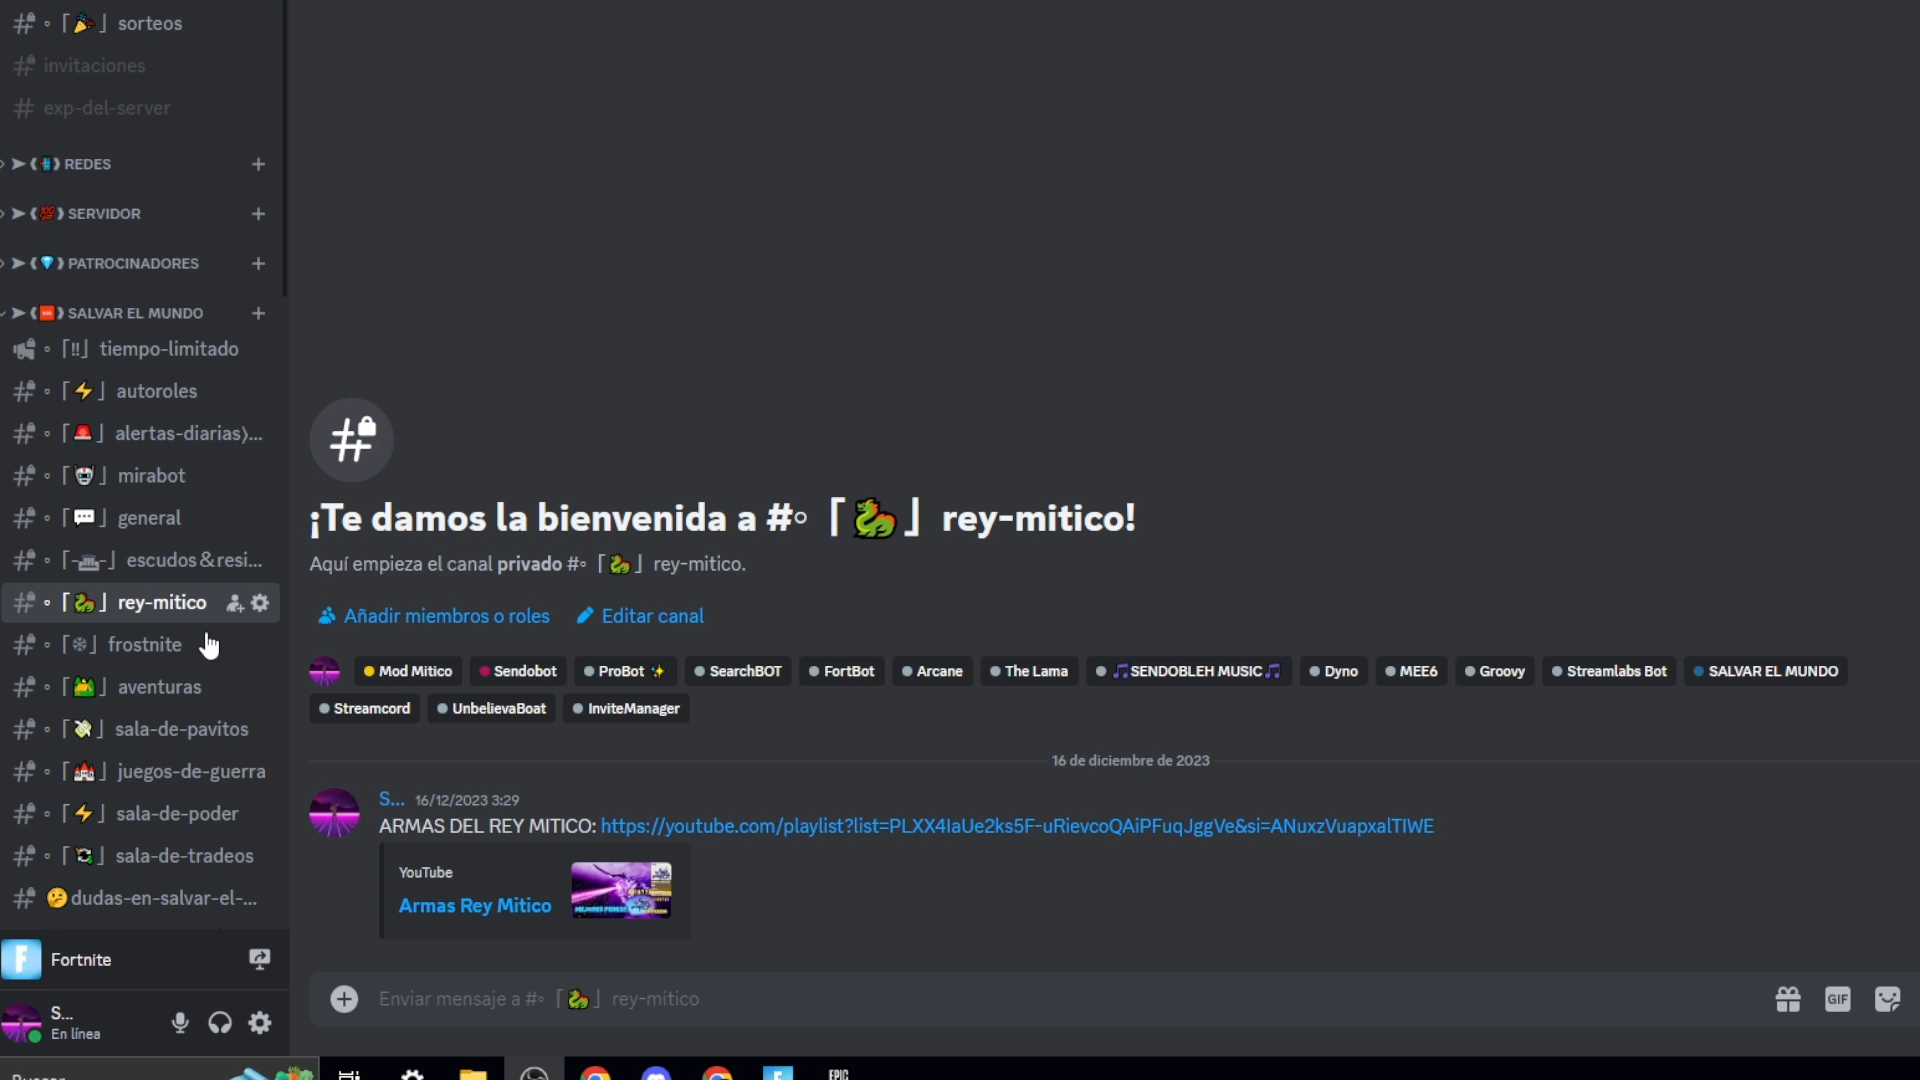 「🎉」 sorteos
invitaciones
exp-del-server
➤⟪📱⟫ REDES
➤⟪💯⟫ SERVIDOR
➤⟪💎⟫ PATROCINADORES
➤⟪🆘⟫ SALVAR EL MUNDO
「‼」 tiempo-limitado
「⚡」 autoroles
「🚨」 alertas-diarias⟩...
「🤖」 mirabot
「💬」 general
「-🏛-」 escudos&resi...
「🐉」 rey-mitico
「❄」 frostnite
「🏕」 aventuras
「💸」 sala-de-pavitos
「🏰」 juegos-de-guerra
「⚡」 sala-de-poder
「」 sala-de-tradeos
🤔dudas-en-salvar-el-...
Fortnite
S...
En línea
¡Te damos la bienvenida a #◦「🐉」 rey-mitico!
Aquí empieza el canal privado #◦「🐉」 rey-mitico.
Añadir miembros o roles Editar canal
Mod Mitico Sendobot ProBot ✨ SearchBOT FortBot Arcane The Lama 🎵SENDOBLEH MUSIC🎵 Dyno MEE6 Groovy Streamlabs Bot SALVAR EL MUNDO
Streamcord UnbelievaBoat InviteManager
16 de diciembre de 2023
S... 16/12/2023 3:29
ARMAS DEL REY MITICO: https://youtube.com/playlist?list=PLXX4IaUe2ks5F-uRievcoQAiPFuqJggVe&si=ANuxzVuapxalTIWE
YouTube
Armas Rey Mitico
Enviar mensaje a #◦「🐉」 rey-mitico
GIF
EPIC